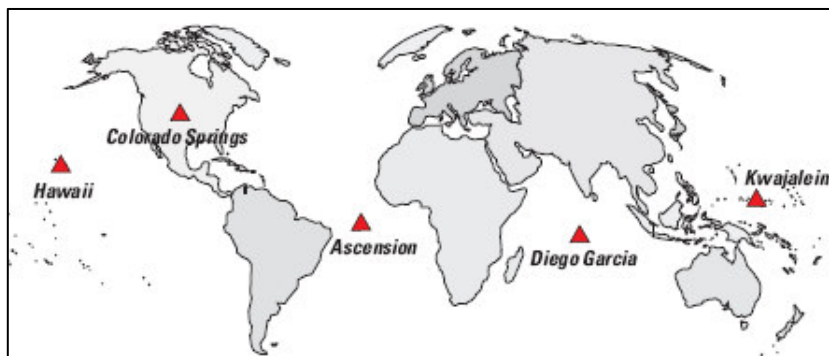 Colorado Springs
Hawaii
Kwajalein
Ascension
Diego Garcia